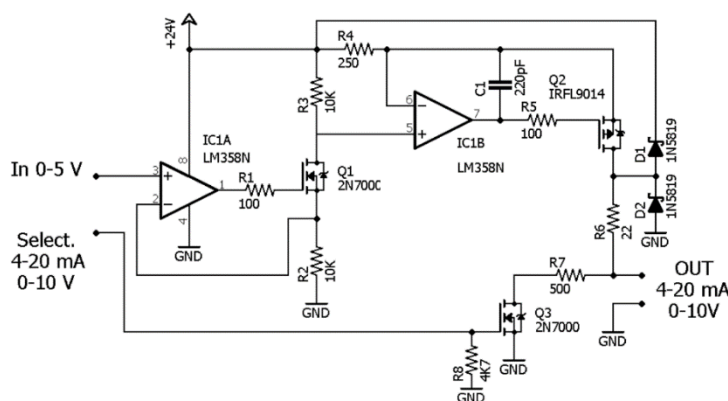 +24V
R4
250
R3
10K
C1
220pF
Q2
IRFL9014
6
7
5
IC1B
LM358N
R5
100
D1
1N5819
IC1A
LM358N
8
In 0-5 V
3
1
2
4
R1
100
Q1
2N7000
GND
D2
1N5819
GND
Select.
4-20 mA
0-10 V
R2
10K
GND
R6
22
R7
500
OUT
4-20 mA
0-10V
Q3
2N7000
GND
GND
R8
4K7
GND